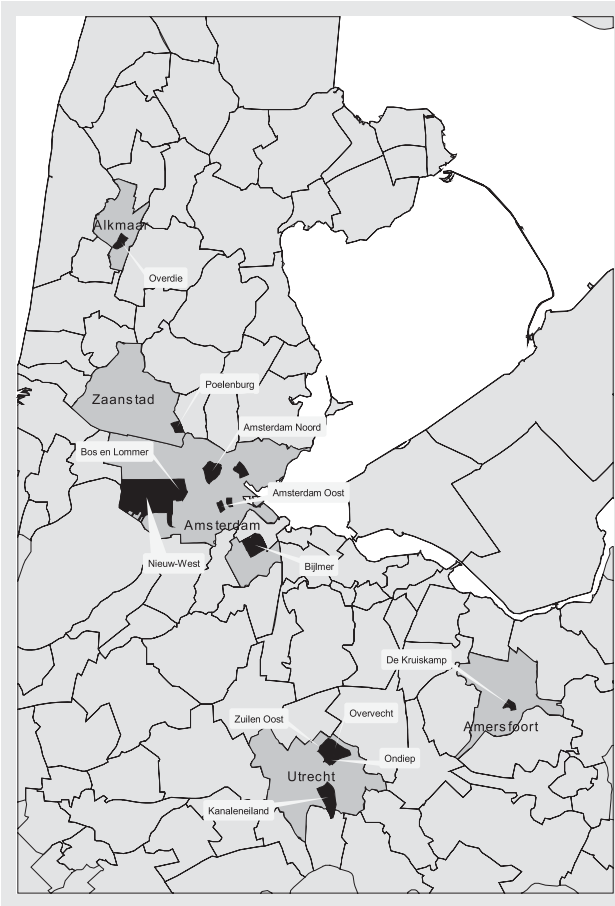 Alkmaar
Overdie
Poelenburg
Zaanstad
Amsterdam Noord
Bos en Lommer
Amsterdam Oost
Amsterdam
Nieuw-West
Bijlmer
De Kruiskamp
Overvecht
Zuilen Oost
Amersfoort
Ondiep
Utrecht
Kanaleneiland